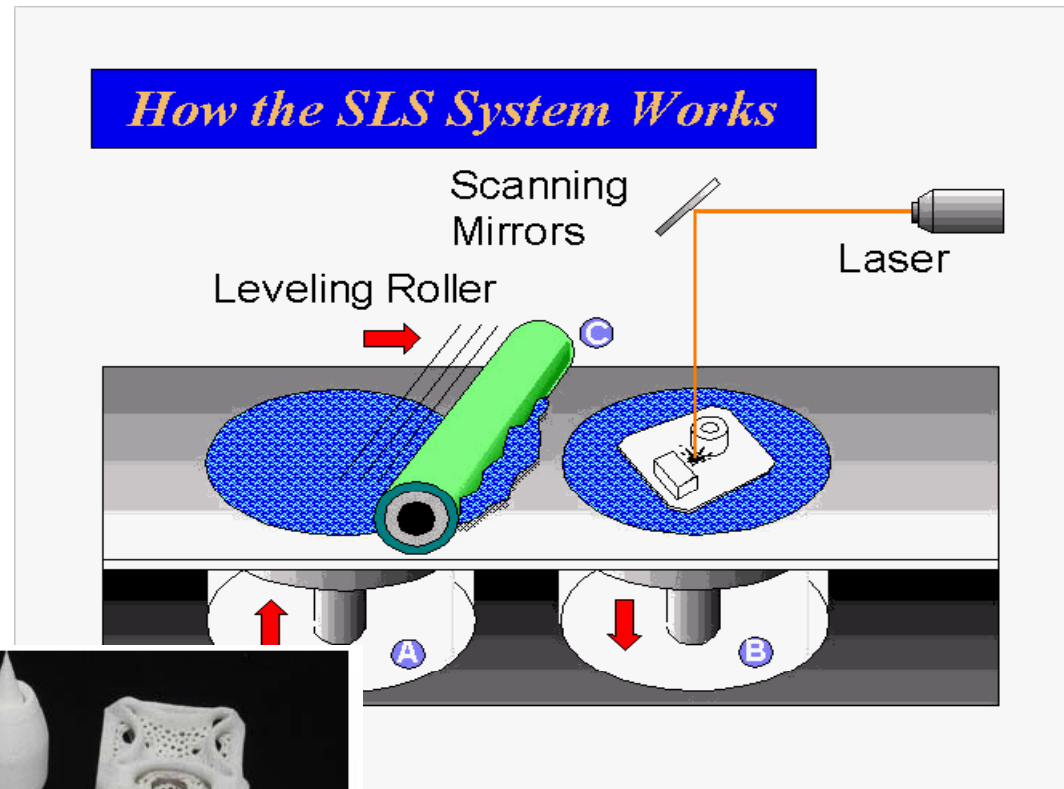 How the SLS System Works
Scanning
Mirrors
Laser
Leveling Roller
C
A
B